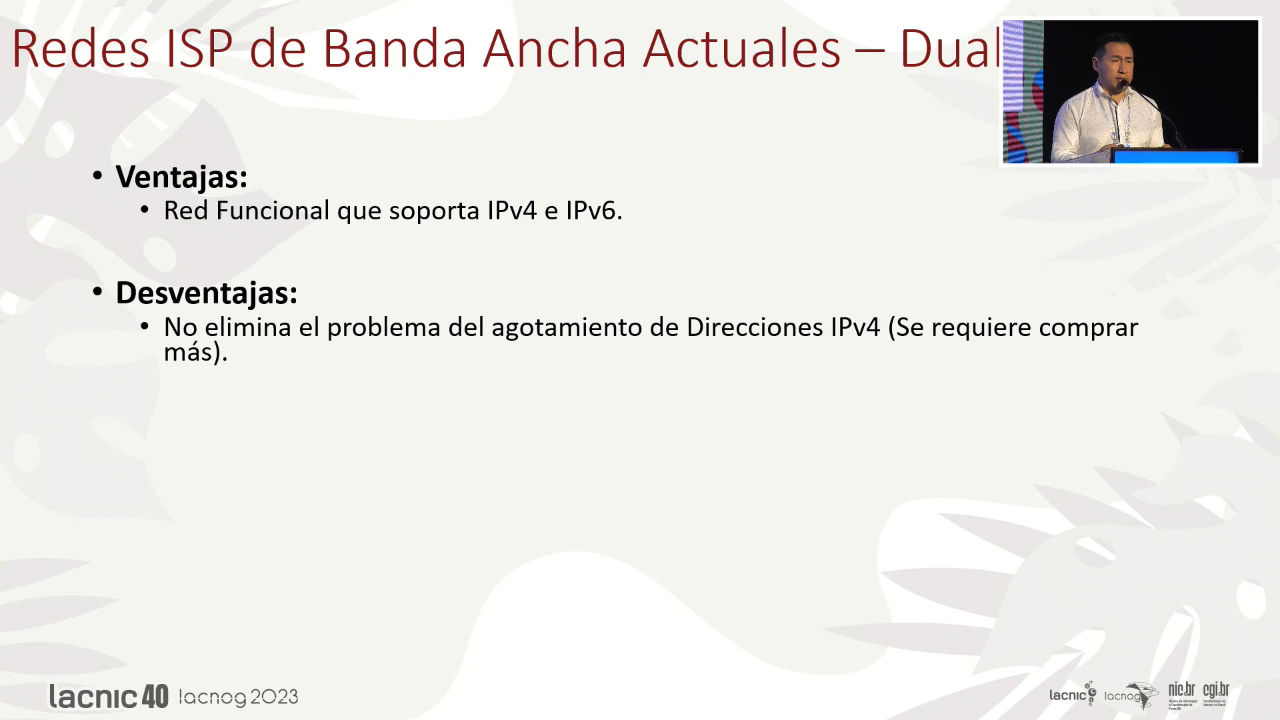 Redes ISP de Banda Ancha Actuales – Dual
• Ventajas:
• Red Funcional que soporta IPv4 e IPv6.
• Desventajas:
• No elimina el problema del agotamiento de Direcciones IPv4 (Se requiere comprar
más).
lacnic 40 lacnog 2023
lacnic lacnog nic.br cgi.br